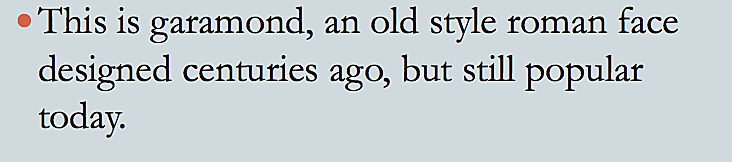 •This is garamond, an old style roman face
designed centuries ago, but still popular
today.